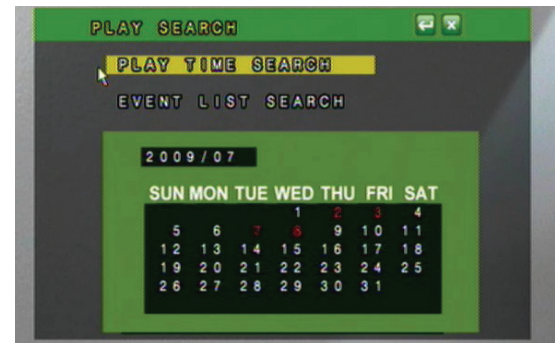 PLAY SEARCH
PLAY TIME SEARCH
EVENT LIST SEARCH
2009/07
SUN MON TUE WED THU FRI SAT
1 2 3 4
5 6 7 8 9 10 11
12 13 14 15 16 17 18
19 20 21 22 23 24 25
26 27 28 29 30 31